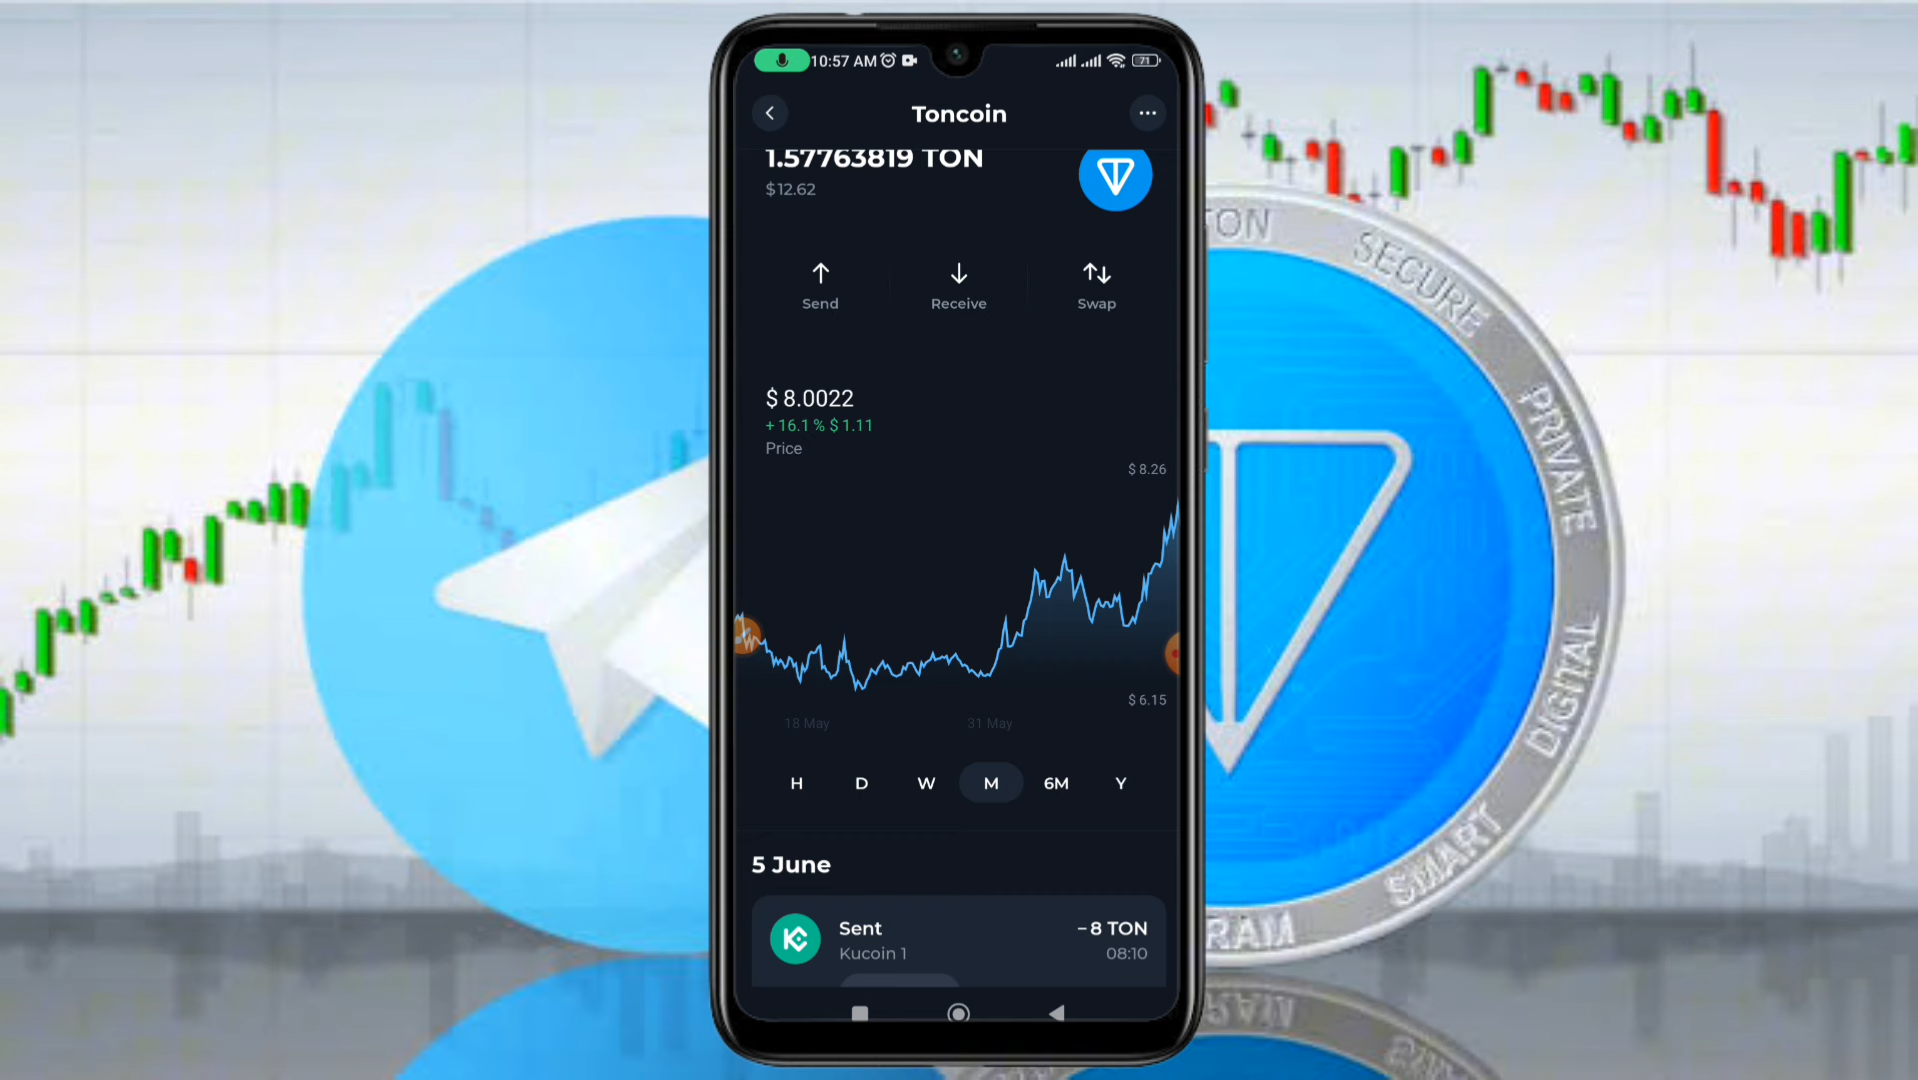 10:57 AM
71
Toncoin
1.57763819 TON
$12.62
Send
Receive
Swap
$ 8.0022
+ 16.1 % $ 1.11
Price
$ 8.26
$ 6.15
18 May
31 May
H D W M 6M Y
5 June
Sent
-8 TON
Kucoin 1
08:10
TON
SECURE
PRIVATE
DIGITAL
SMART
RAM